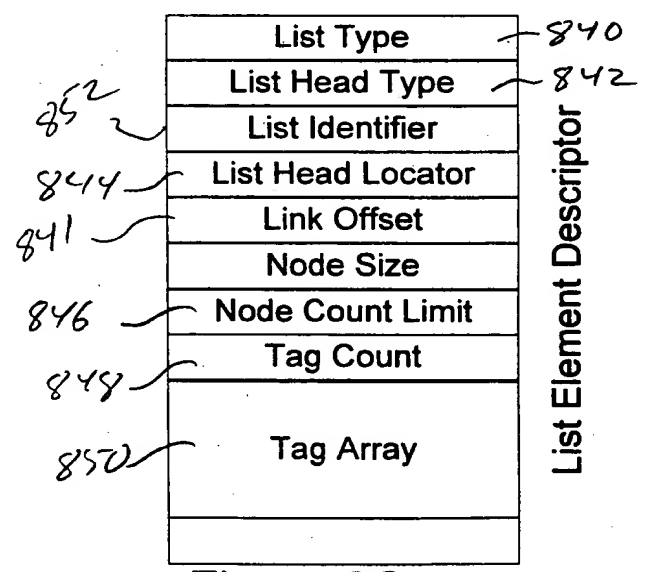 List Type 840
List Head Type 842
852 List Identifier
844 List Head Locator
841 Link Offset
Node Size
846 Node Count Limit
848 Tag Count
850 Tag Array
List Element Descriptor